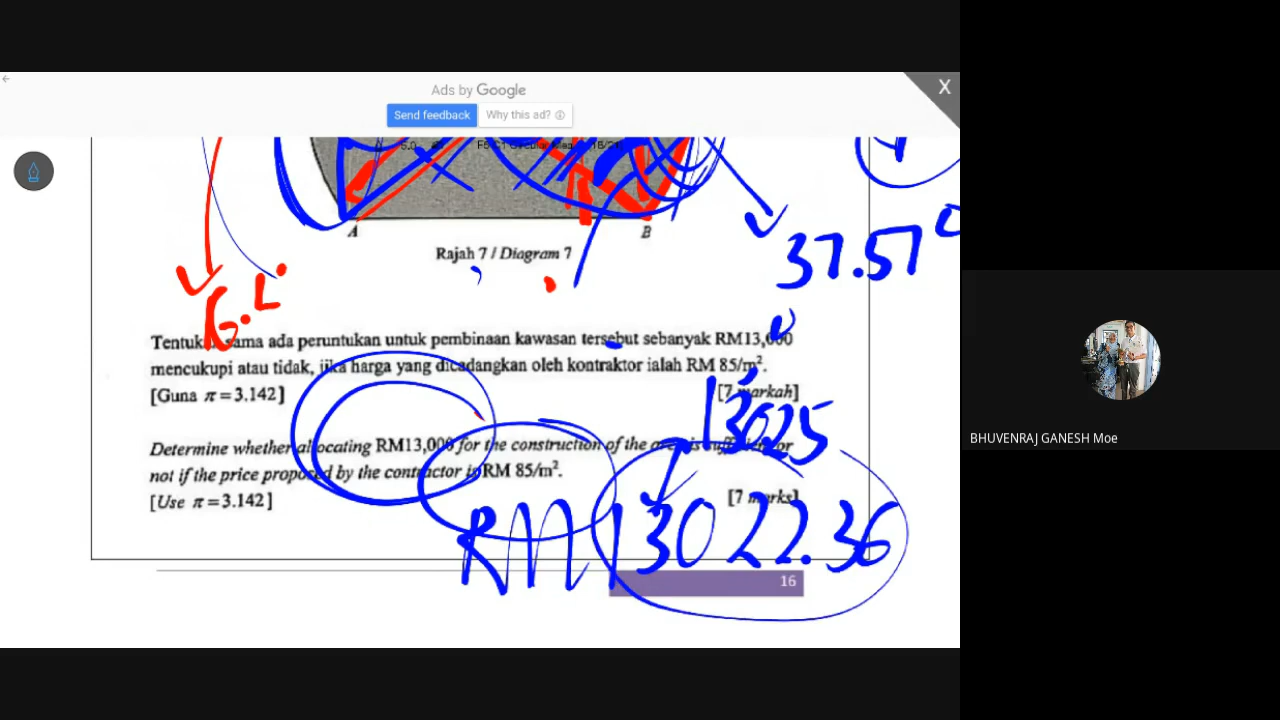 Ads by Google
Send feedback
Why this ad?
X
A
B
Rajah 7 / Diagram 7
37.57
6.
Tentukan sama ada peruntukan untuk pembinaan kawasan tersebut sebanyak RM13,000
mencukupi atau tidak, jika harga yang dicadangkan oleh kontraktor ialah RM 85/m².
[Guna π = 3.142]
[7 markah]
13025
Determine whether allocating RM13,000 for the construction of the area is sufficient or
not if the price proposed by the contractor is RM 85/m².
[Use π = 3.142]
[7 marks]
RM 13022.36
16
BHUVENRAJ GANESH Moe